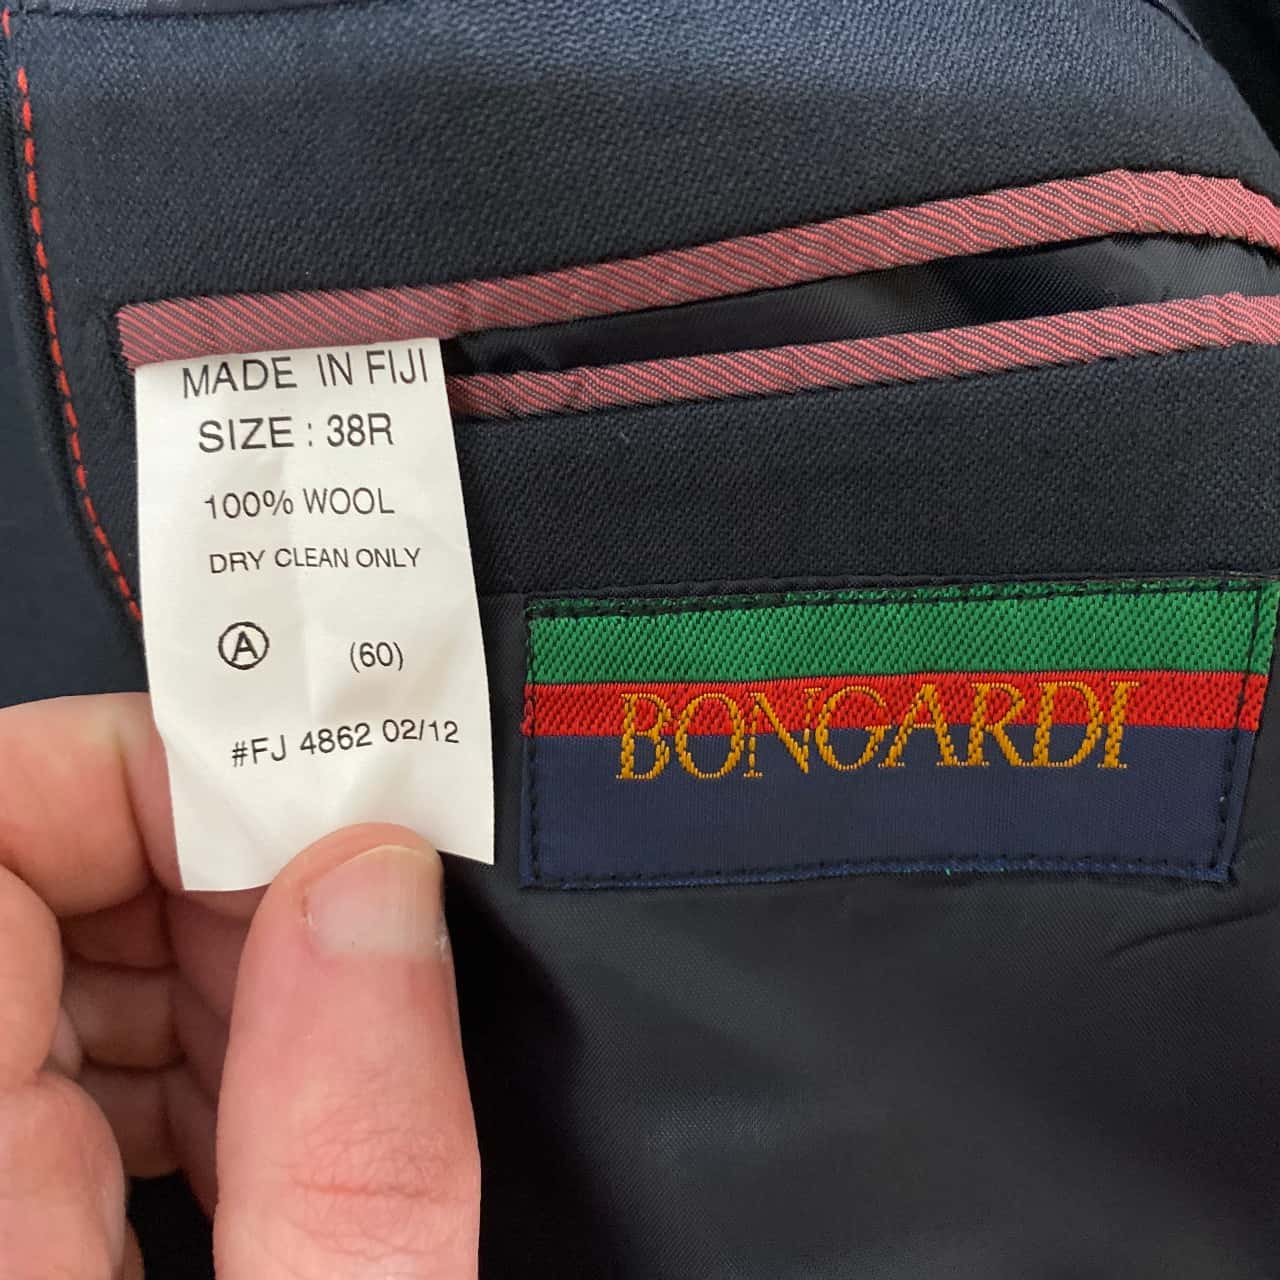 MADE IN FIJI
SIZE : 38R
100% WOOL
DRY CLEAN ONLY
Ⓐ (60)
#FJ 4862 02/12
BONGARDI